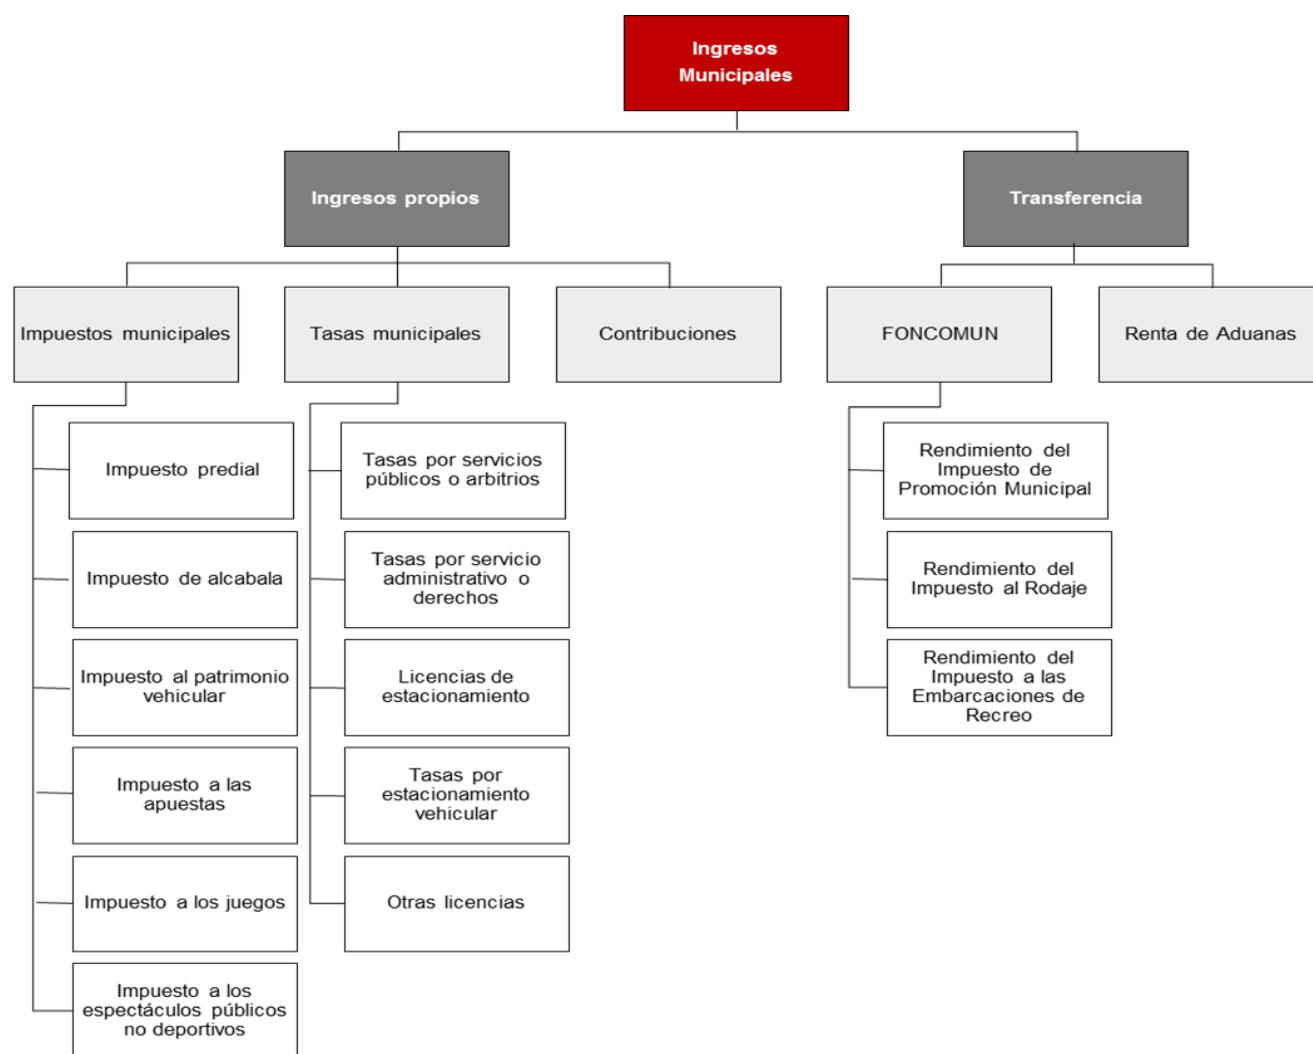 Ingresos
Municipales
Ingresos propios
Transferencia
Impuestos municipales
Tasas municipales
Contribuciones
FONCOMUN
Renta de Aduanas
Impuesto predial
Impuesto de alcabala
Impuesto al patrimonio
vehicular
Impuesto a las
apuestas
Impuesto a los juegos
Impuesto a los
espectáculos públicos
no deportivos
Tasas por servicios
públicos o arbitrios
Tasas por servicio
administrativo o
derechos
Licencias de
estacionamiento
Tasas por
estacionamiento
vehicular
Otras licencias
Rendimiento del
Impuesto de
Promoción Municipal
Rendimiento del
Impuesto al Rodaje
Rendimiento del
Impuesto a las
Embarcaciones de
Recreo